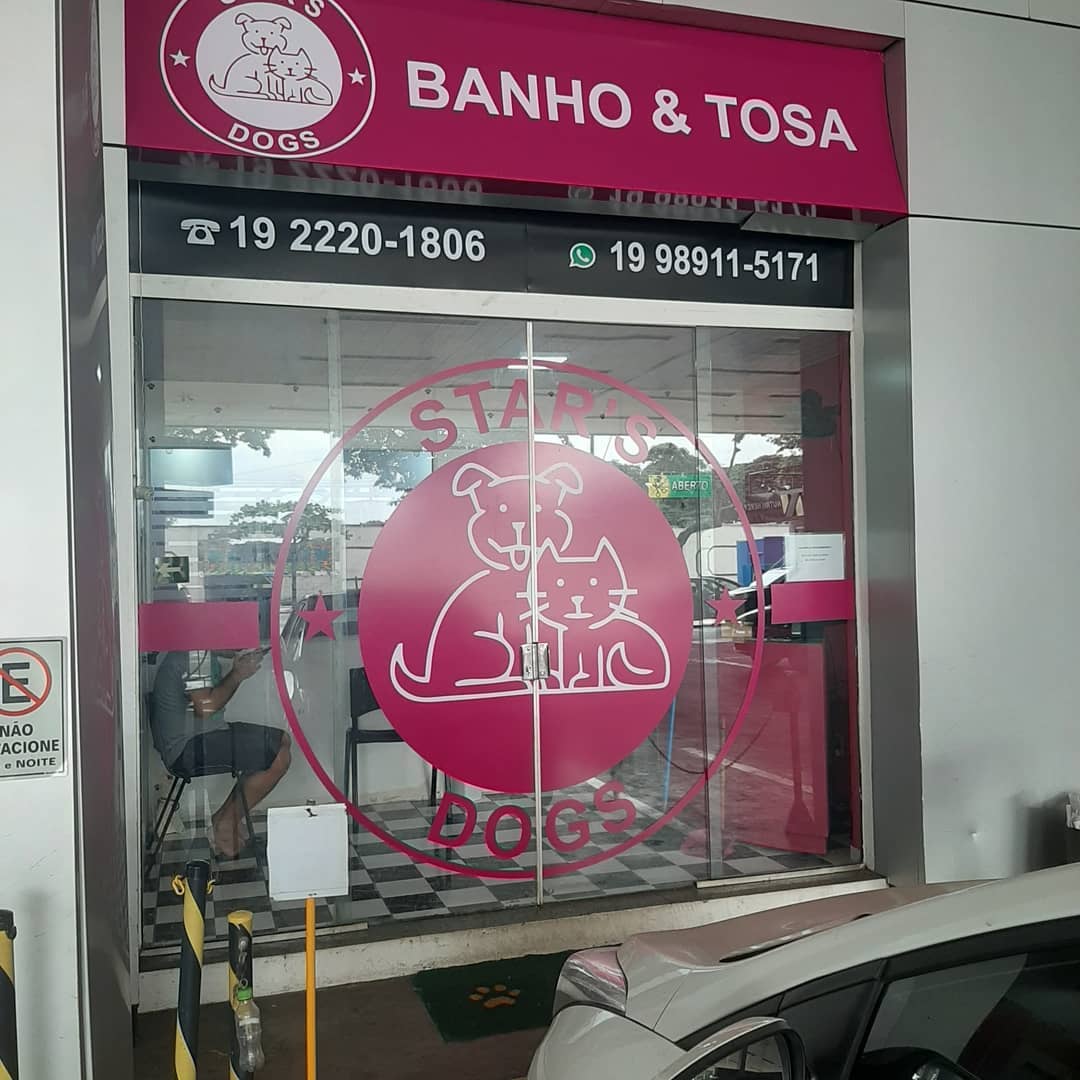 STAR'S
DOGS
BANHO & TOSA
19 2220-1806
19 98911-5171
STAR'S
ABERTO
DOGS
E
NÃO
ACIONE
e NOITE